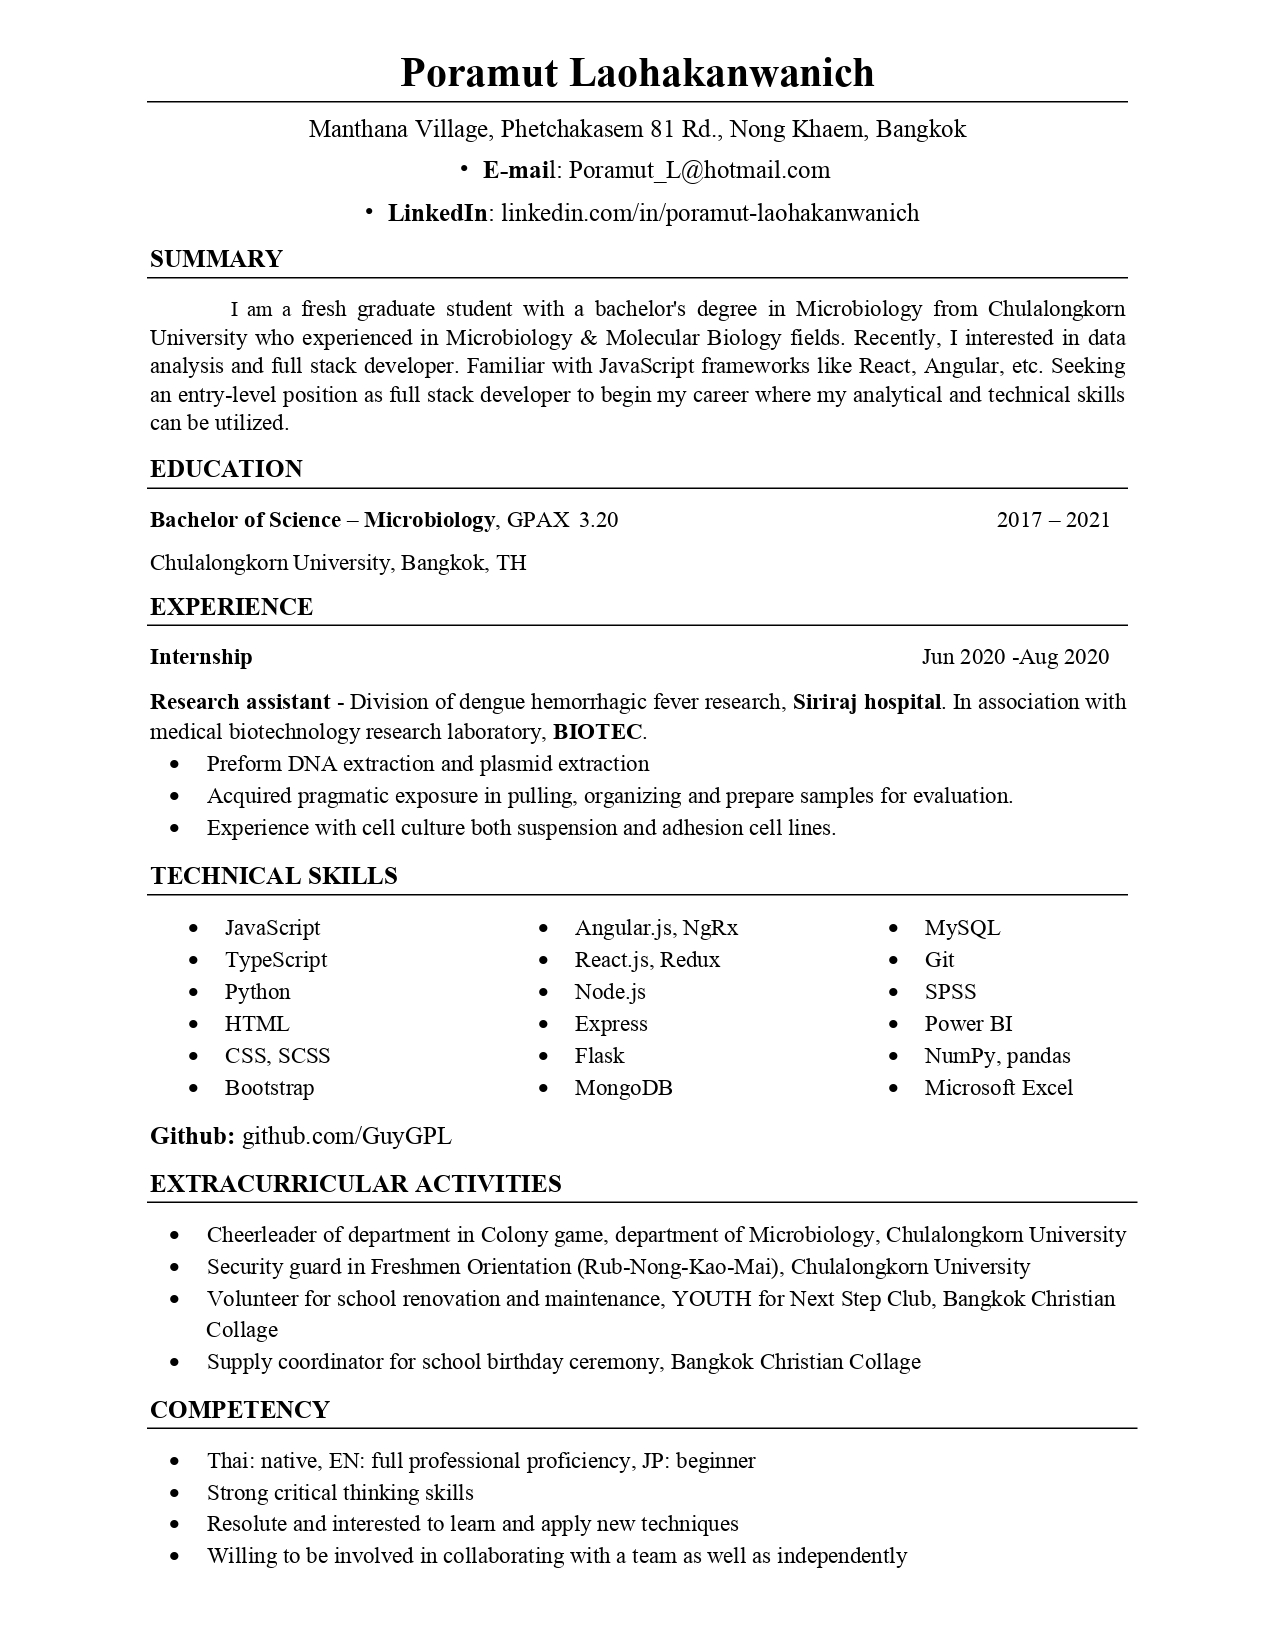 Poramut Laohakanwanich
Manthana Village, Phetchakasem 81 Rd., Nong Khaem, Bangkok
• E-mail: Poramut_L@hotmail.com
• LinkedIn: linkedin.com/in/poramut-laohakanwanich
SUMMARY
I am a fresh graduate student with a bachelor's degree in Microbiology from Chulalongkorn
University who experienced in Microbiology & Molecular Biology fields. Recently, I interested in data
analysis and full stack developer. Familiar with JavaScript frameworks like React, Angular, etc. Seeking
an entry-level position as full stack developer to begin my career where my analytical and technical skills
can be utilized.
EDUCATION
Bachelor of Science – Microbiology, GPAX 3.20 2017 – 2021
Chulalongkorn University, Bangkok, TH
EXPERIENCE
Internship Jun 2020 -Aug 2020
Research assistant - Division of dengue hemorrhagic fever research, Siriraj hospital. In association with
medical biotechnology research laboratory, BIOTEC.
• Preform DNA extraction and plasmid extraction
• Acquired pragmatic exposure in pulling, organizing and prepare samples for evaluation.
• Experience with cell culture both suspension and adhesion cell lines.
TECHNICAL SKILLS
• JavaScript
• TypeScript
• Python
• HTML
• CSS, SCSS
• Bootstrap
• Angular.js, NgRx
• React.js, Redux
• Node.js
• Express
• Flask
• MongoDB
• MySQL
• Git
• SPSS
• Power BI
• NumPy, pandas
• Microsoft Excel
Github: github.com/GuyGPL
EXTRACURRICULAR ACTIVITIES
• Cheerleader of department in Colony game, department of Microbiology, Chulalongkorn University
• Security guard in Freshmen Orientation (Rub-Nong-Kao-Mai), Chulalongkorn University
• Volunteer for school renovation and maintenance, YOUTH for Next Step Club, Bangkok Christian
Collage
• Supply coordinator for school birthday ceremony, Bangkok Christian Collage
COMPETENCY
• Thai: native, EN: full professional proficiency, JP: beginner
• Strong critical thinking skills
• Resolute and interested to learn and apply new techniques
• Willing to be involved in collaborating with a team as well as independently